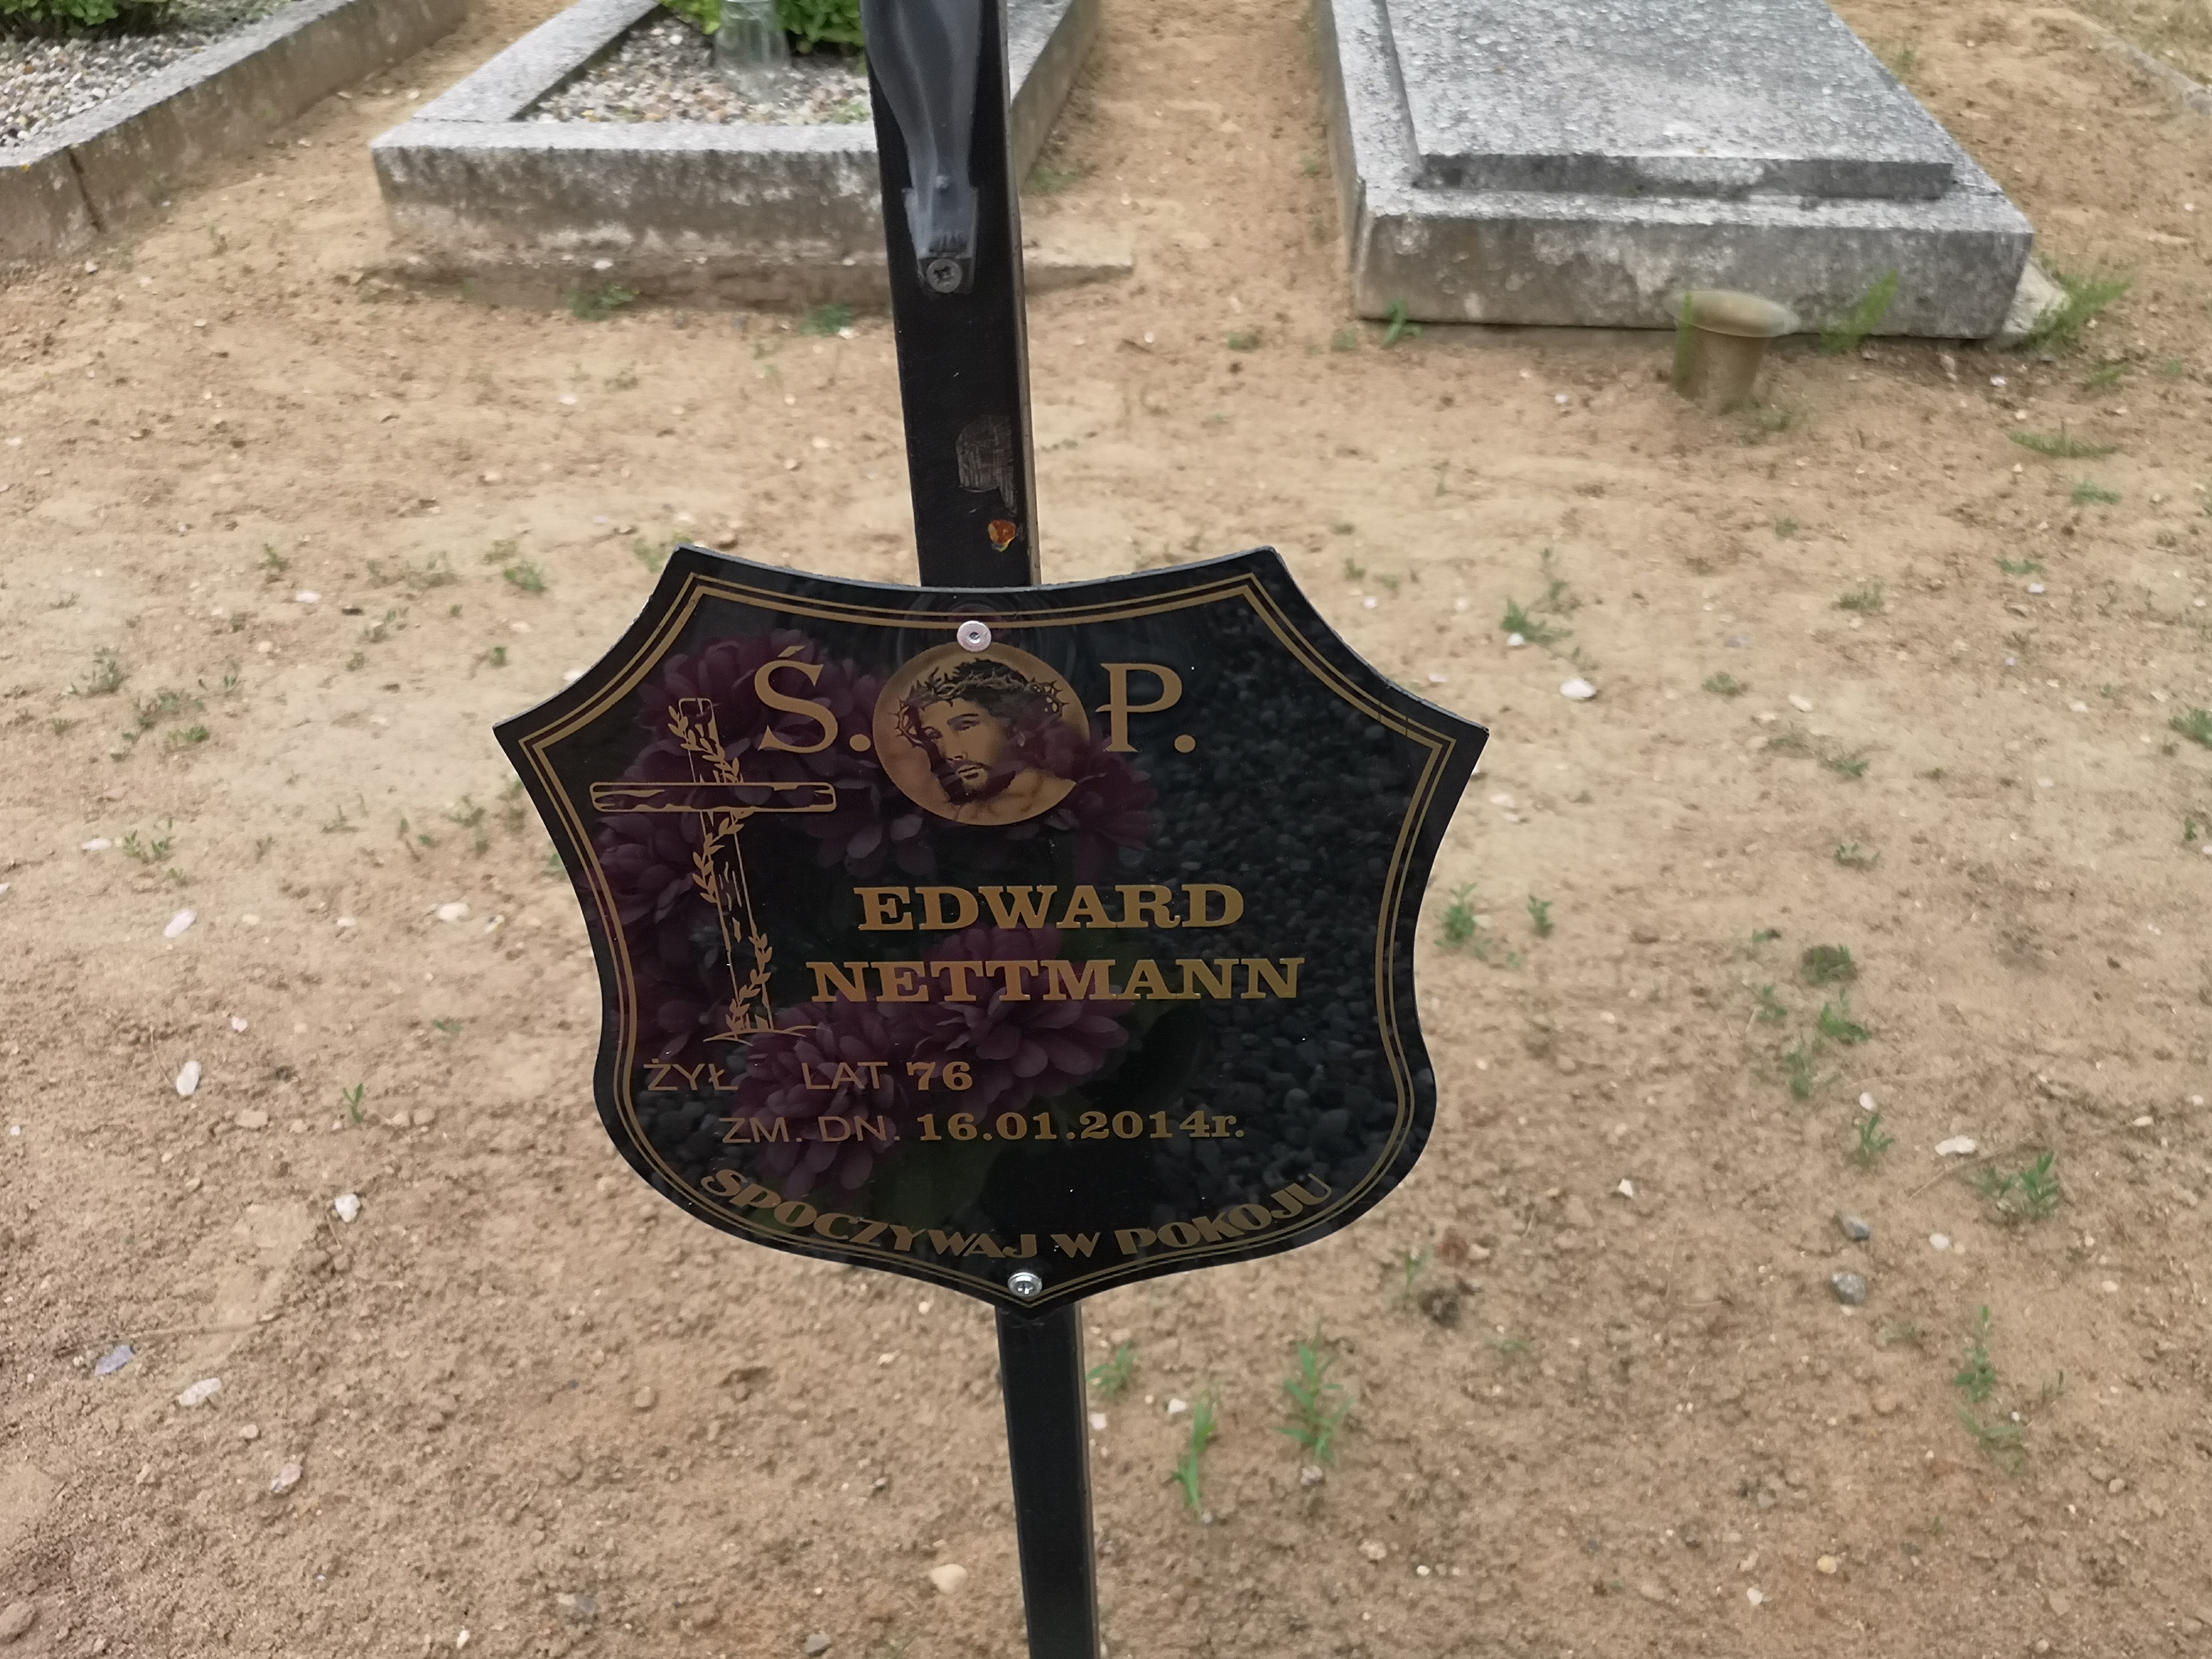 Ś. P.
EDWARD
NETTMANN
ŻYŁ LAT 76
ZM. DN. 16.01.2014r.
SPOCZYWAJ W POKOJU